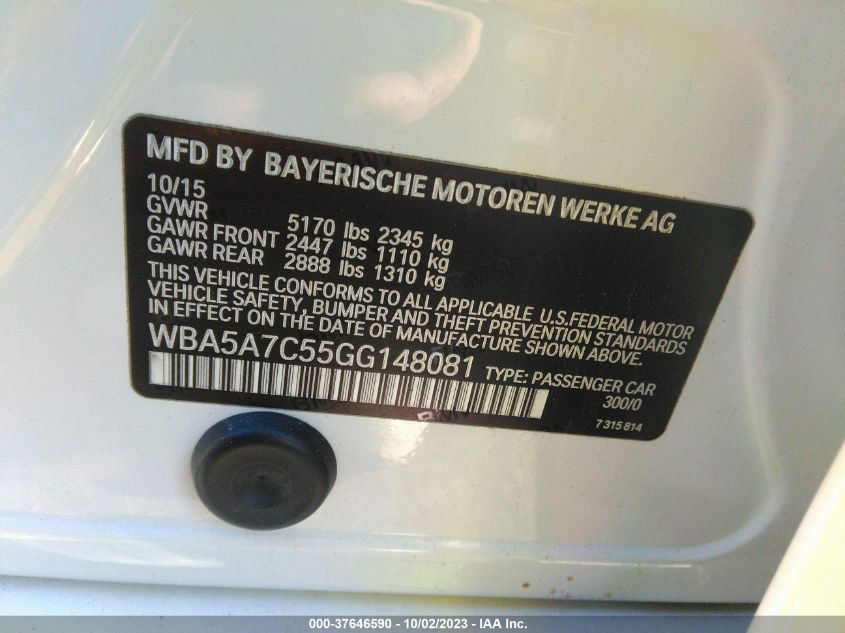 MFD BY BAYERISCHE MOTOREN WERKE AG
10/15
GVWR 5170 lbs 2345 kg
GAWR FRONT 2447 lbs 1110 kg
GAWR REAR 2888 lbs 1310 kg
THIS VEHICLE CONFORMS TO ALL APPLICABLE U.S.FEDERAL MOTOR
VEHICLE SAFETY, BUMPER AND THEFT PREVENTION STANDARDS
IN EFFECT ON THE DATE OF MANUFACTURE SHOWN ABOVE.
WBA5A7C55GG148081 TYPE: PASSENGER CAR
300/0
7 315 814
000-37646590 - 10/02/2023 - IAA Inc.